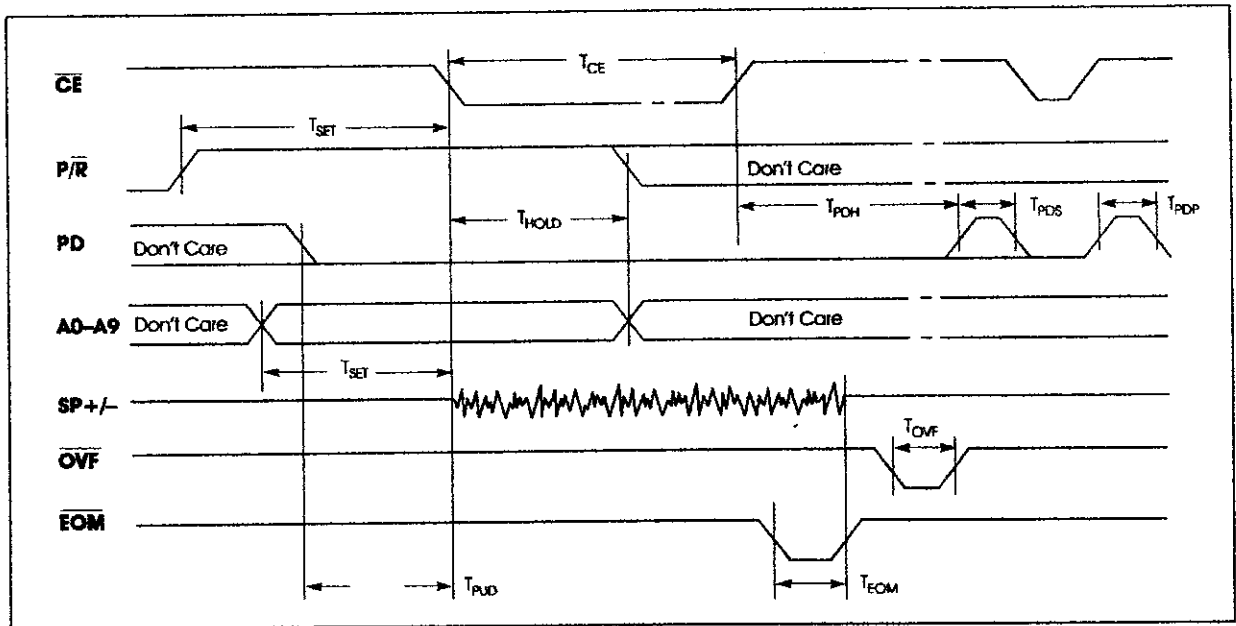 CE
T_CE
T_SET
P/R
Don't Care
T_HOLD
T_PDH
T_PDS
T_PDP
PD
Don't Care
A0–A9
Don't Care
Don't Care
T_SET
SP+/–
T_OVF
OVF
EOM
T_PUD
T_EOM